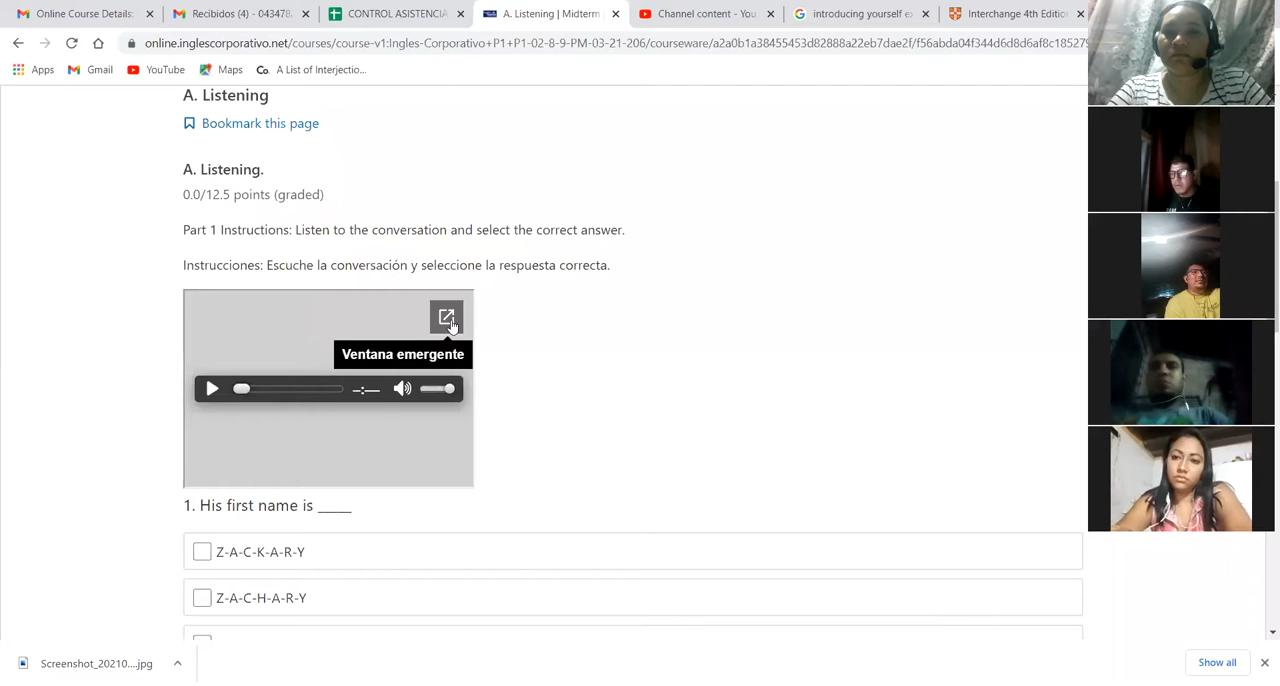 Online Course Details:
Recibidos (4) - 043478
CONTROL ASISTENCIA
A. Listening | Midterm
Channel content - You
introducing yourself ex
Interchange 4th Edition
online.inglescorporativo.net/courses/course-v1:Ingles-Corporativo+P1+P1-02-8-9-PM-03-21-206/courseware/a2a0b1a38455453d82888a22eb7dae2f/f56abda04f344d6d8d6af8c185279
Apps
Gmail
YouTube
Maps
Co. A List of Interjectio...
A. Listening
Bookmark this page
A. Listening.
0.0/12.5 points (graded)
Part 1 Instructions: Listen to the conversation and select the correct answer.
Instrucciones: Escuche la conversación y seleccione la respuesta correcta.
Ventana emergente
-:--
1. His first name is _____
Z-A-C-K-A-R-Y
Z-A-C-H-A-R-Y
Screenshot_20210....jpg
Show all